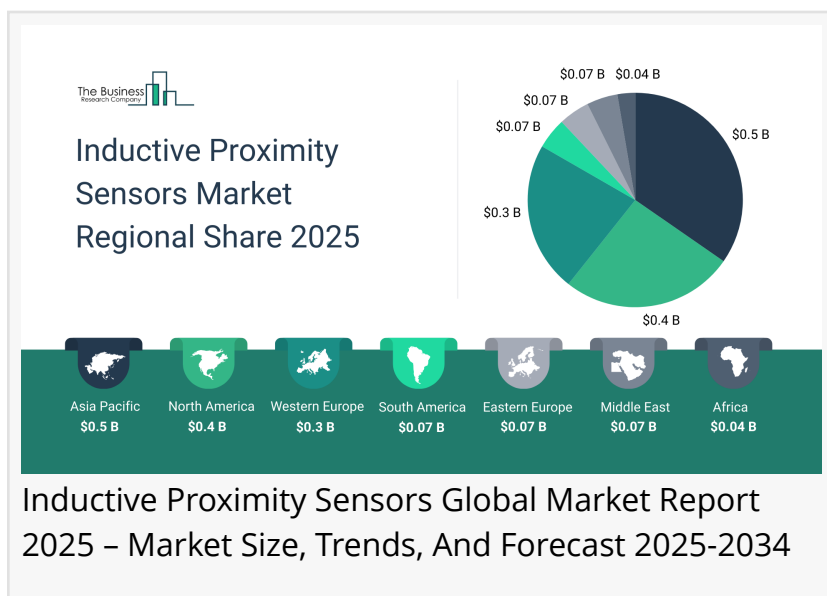 The Business
Research Company
Inductive Proximity
Sensors Market
Regional Share 2025
$0.07 B $0.04 B
$0.07 B
$0.07 B
$0.5 B
$0.3 B
$0.4 B
Asia Pacific
$0.5 B
North America
$0.4 B
Western Europe
$0.3 B
South America
$0.07 B
Eastern Europe
$0.07 B
Middle East
$0.07 B
Africa
$0.04 B
Inductive Proximity Sensors Global Market Report
2025 – Market Size, Trends, And Forecast 2025-2034